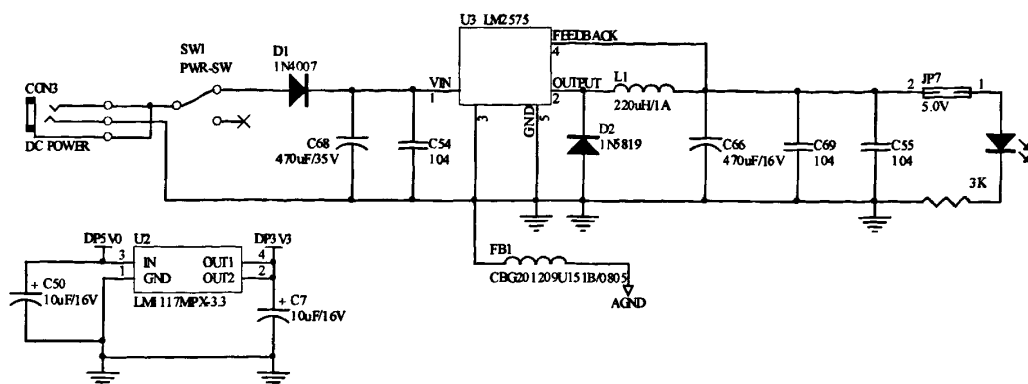 U3 LM2575
FEEDBACK
4
SW1
PWR-SW
D1
1N4007
CON3
VIN
1
OUTPUT
2
L1
220uH/1A
2
JP7
1
5.0V
3
GND
5
D2
1N5819
DC POWER
C68
470uF/35V
C54
104
C66
470uF/16V
C69
104
C55
104
3K
FB1
CBG201209U151B/0805
AGND
DP5V0
U2
DP3V3
3
IN
OUT1
4
1
GND
OUT2
2
LM1117MPX-3.3
+
C50
10uF/16V
+
C7
10uF/16V